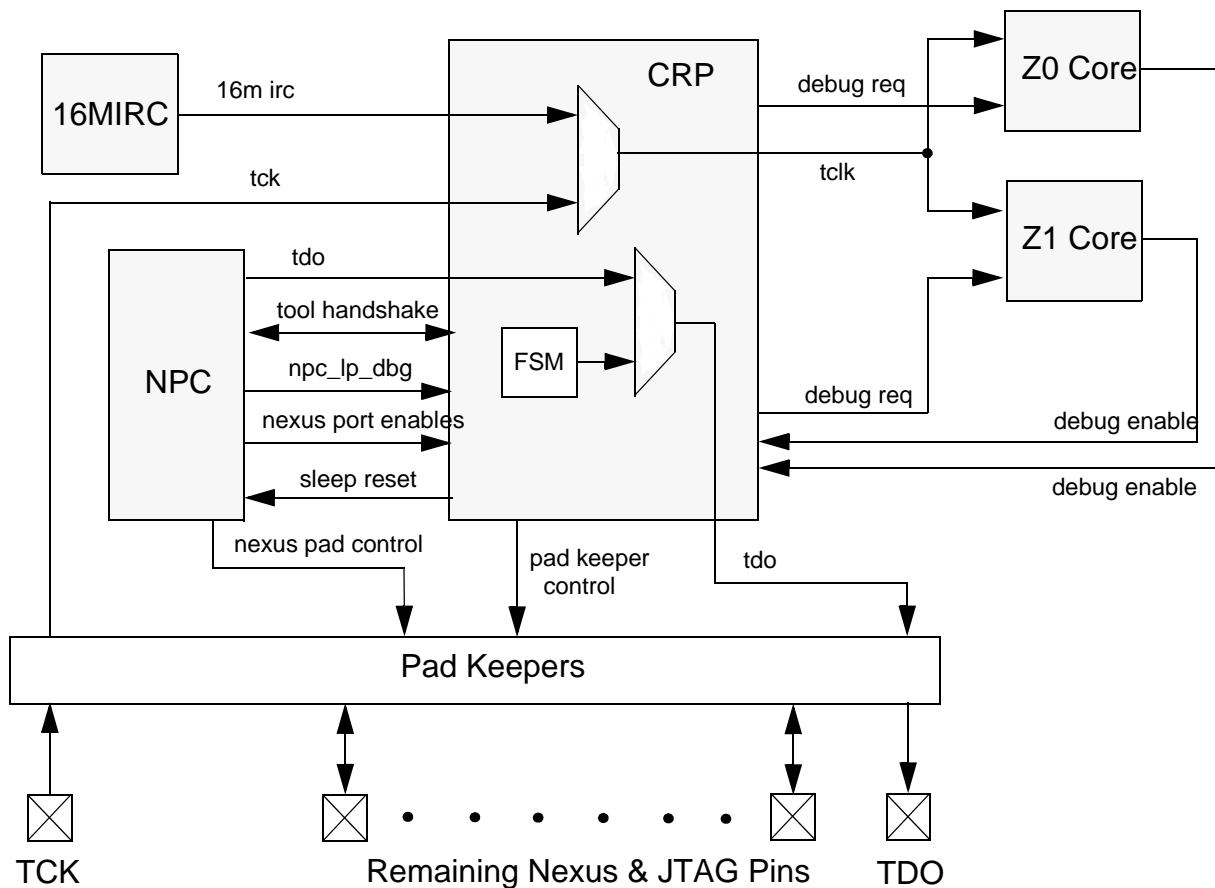 CRP
Z0 Core
16MIRC
16m irc
debug req
tck
tclk
Z1 Core
tdo
tool handshake
NPC
FSM
npc_lp_dbg
debug req
nexus port enables
debug enable
sleep reset
debug enable
nexus pad control
pad keeper
control
tdo
Pad Keepers
TCK
Remaining Nexus & JTAG Pins
TDO